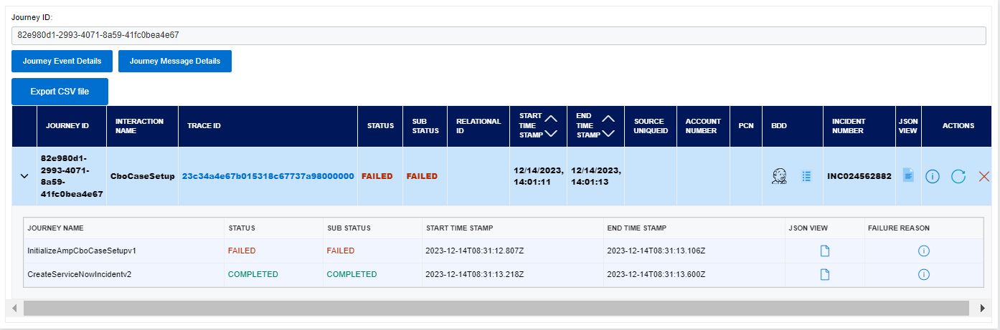 Journey ID:
82e980d1-2993-4071-8a59-41fc0bea4e67
Journey Event Details Journey Message Details
Export CSV file
JOURNEY ID INTERACTION NAME TRACE ID STATUS SUB STATUS RELATIONAL ID START TIME STAMP END TIME STAMP SOURCE UNIQUEID ACCOUNT NUMBER PCN BDD INCIDENT NUMBER JSON VIEW ACTIONS
82e980d1-2993-4071-8a59-41fc0bea4e67 CboCaseSetup 23c34a4e67b015318c67737a98000000 FAILED FAILED 12/14/2023, 14:01:11 12/14/2023, 14:01:13 INC024562882
JOURNEY NAME STATUS SUB STATUS START TIME STAMP END TIME STAMP JSON VIEW FAILURE REASON
InitializeAmpCboCaseSetupv1 FAILED FAILED 2023-12-14T08:31:12.807Z 2023-12-14T08:31:13.106Z
CreateServiceNowIncidentv2 COMPLETED COMPLETED 2023-12-14T08:31:13.218Z 2023-12-14T08:31:13.600Z